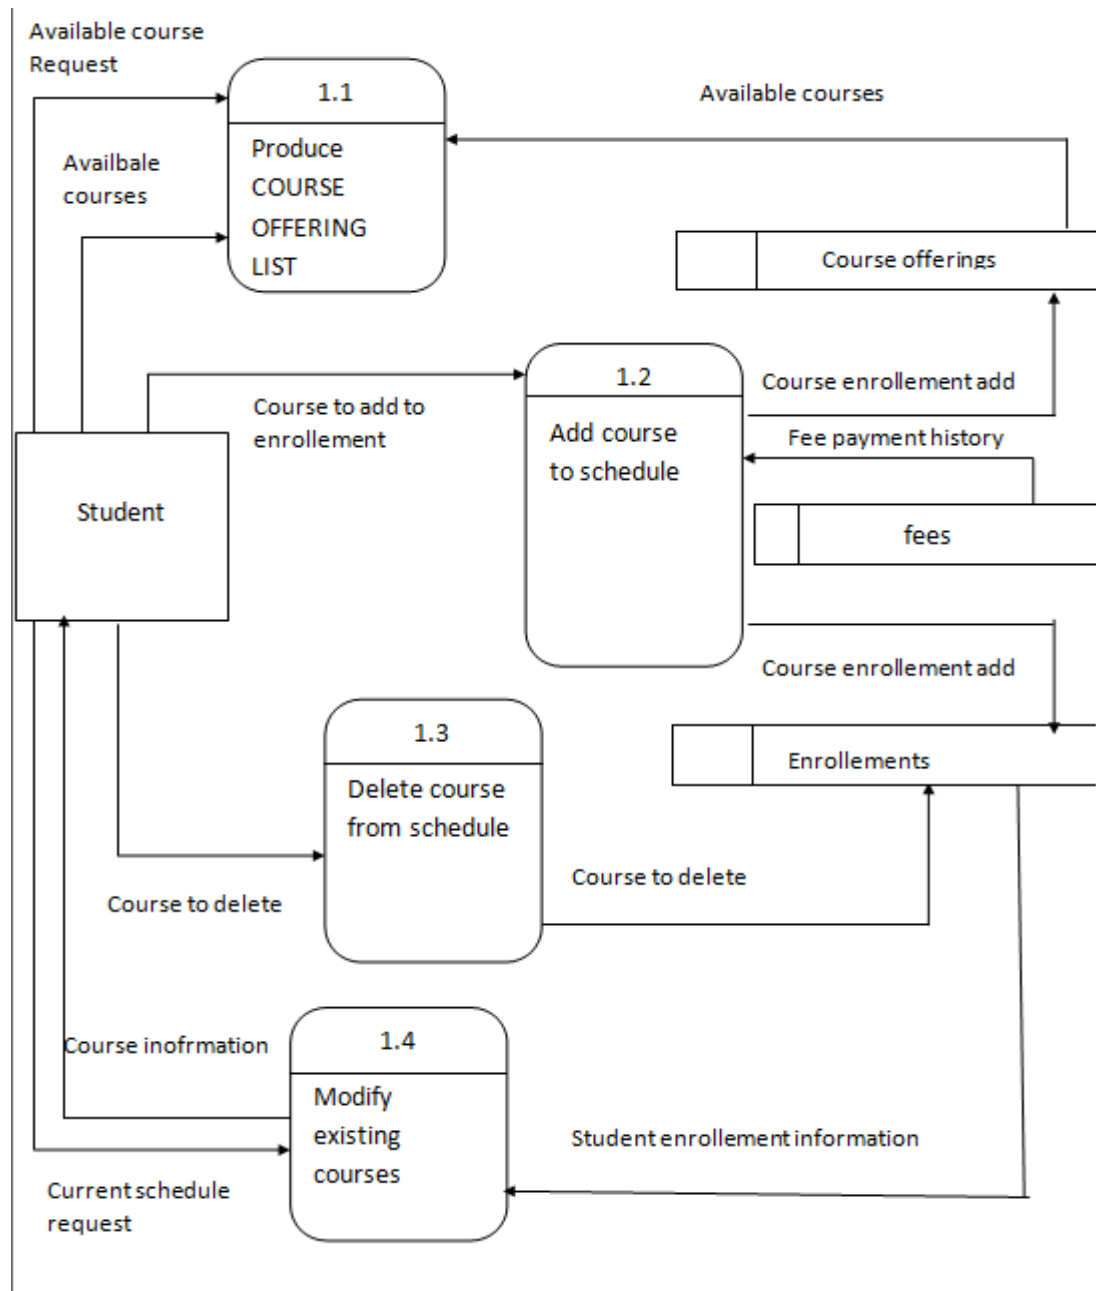 Available course
Request
1.1
Available courses
Produce
COURSE
OFFERING
LIST
Availbale
courses
Course offerings
1.2
Course enrollement add
Course to add to
enrollement
Add course
to schedule
Fee payment history
Student
fees
Course enrollement add
1.3
Enrollements
Delete course
from schedule
Course to delete
Course to delete
1.4
Course inofrmation
Modify
existing
courses
Student enrollement information
Current schedule
request